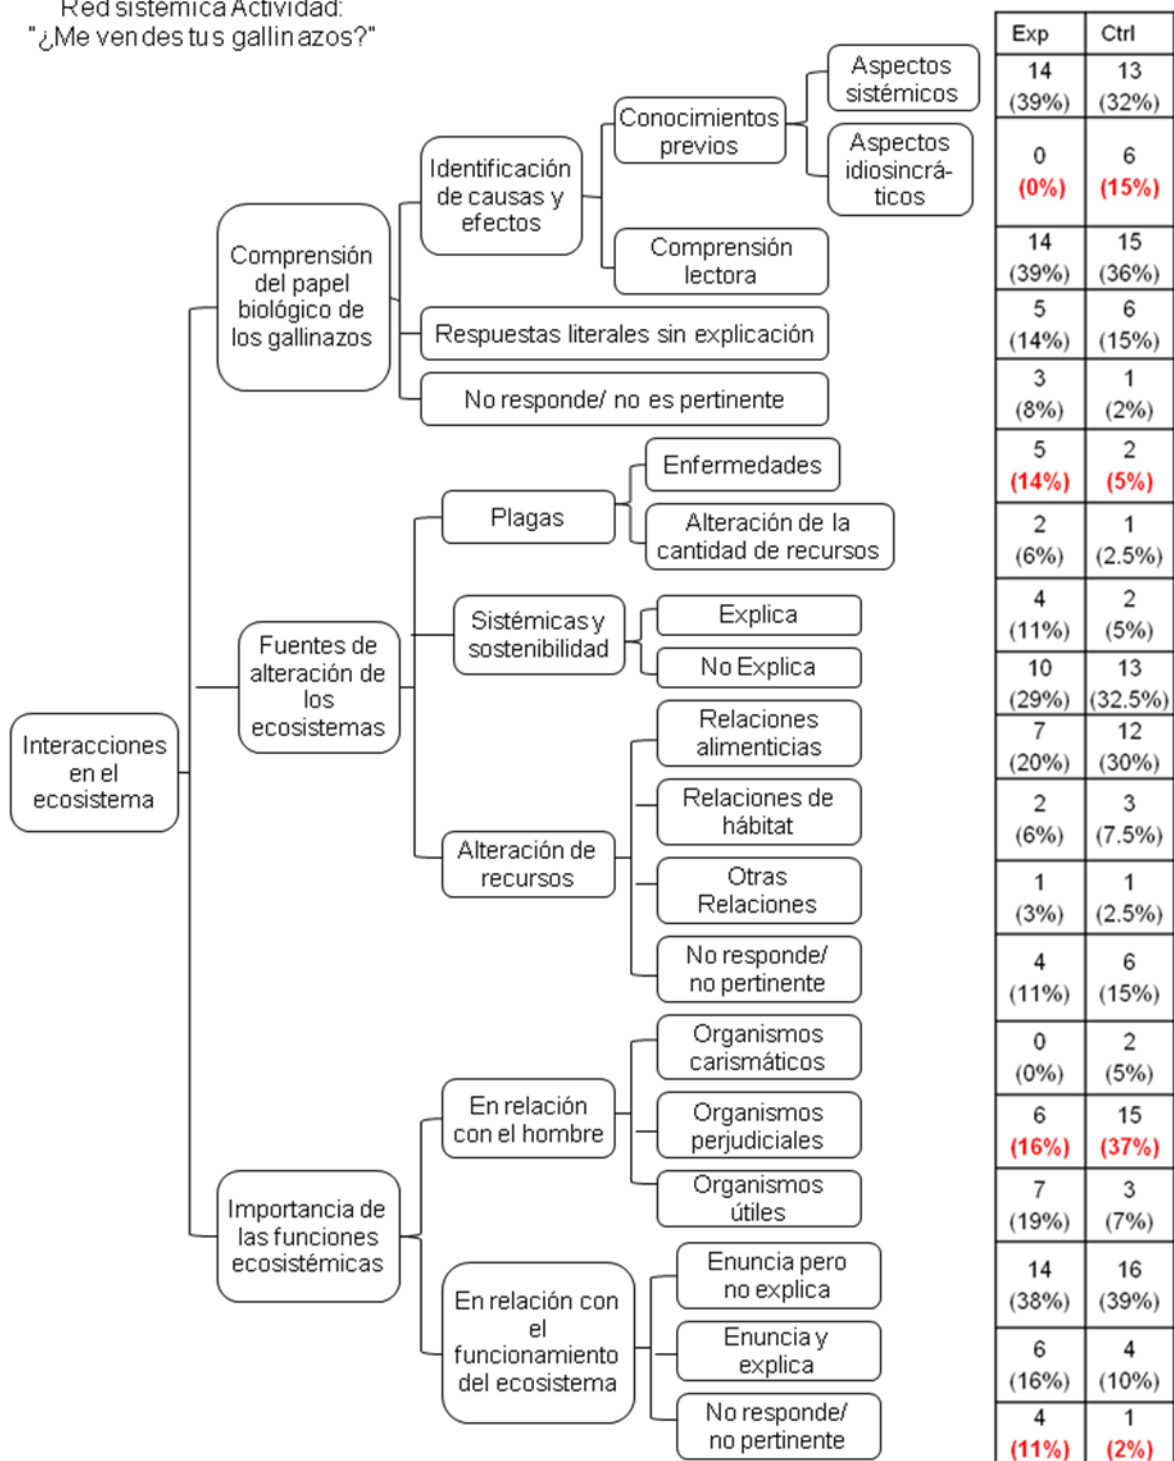 Red sistémica Actividad:
"¿Me vendes tus gallinazos?"
Exp Ctrl
Interacciones
en el
ecosistema
Comprensión
del papel
biológico de
los gallinazos
Identificación
de causas y
efectos
Conocimientos
previos
Aspectos
sistémicos
14 13
(39%) (32%)
Aspectos
idiosincrá-
ticos
0 6
(0%) (15%)
Comprensión
lectora
14 15
(39%) (36%)
Respuestas literales sin explicación
5 6
(14%) (15%)
No responde/ no es pertinente
3 1
(8%) (2%)
Fuentes de
alteración de
los
ecosistemas
Plagas
Enfermedades
5 2
(14%) (5%)
Alteración de la
cantidad de recursos
2 1
(6%) (2.5%)
Sistémicas y
sostenibilidad
Explica
4 2
(11%) (5%)
No Explica
10 13
(29%) (32.5%)
Alteración de
recursos
Relaciones
alimenticias
7 12
(20%) (30%)
Relaciones de
hábitat
2 3
(6%) (7.5%)
Otras
Relaciones
1 1
(3%) (2.5%)
No responde/
no pertinente
4 6
(11%) (15%)
Importancia de
las funciones
ecosistémicas
En relación
con el hombre
Organismos
carismáticos
0 2
(0%) (5%)
Organismos
perjudiciales
6 15
(16%) (37%)
Organismos
útiles
7 3
(19%) (7%)
En relación con
el
funcionamiento
del ecosistema
Enuncia pero
no explica
14 16
(38%) (39%)
Enuncia y
explica
6 4
(16%) (10%)
No responde/
no pertinente
4 1
(11%) (2%)